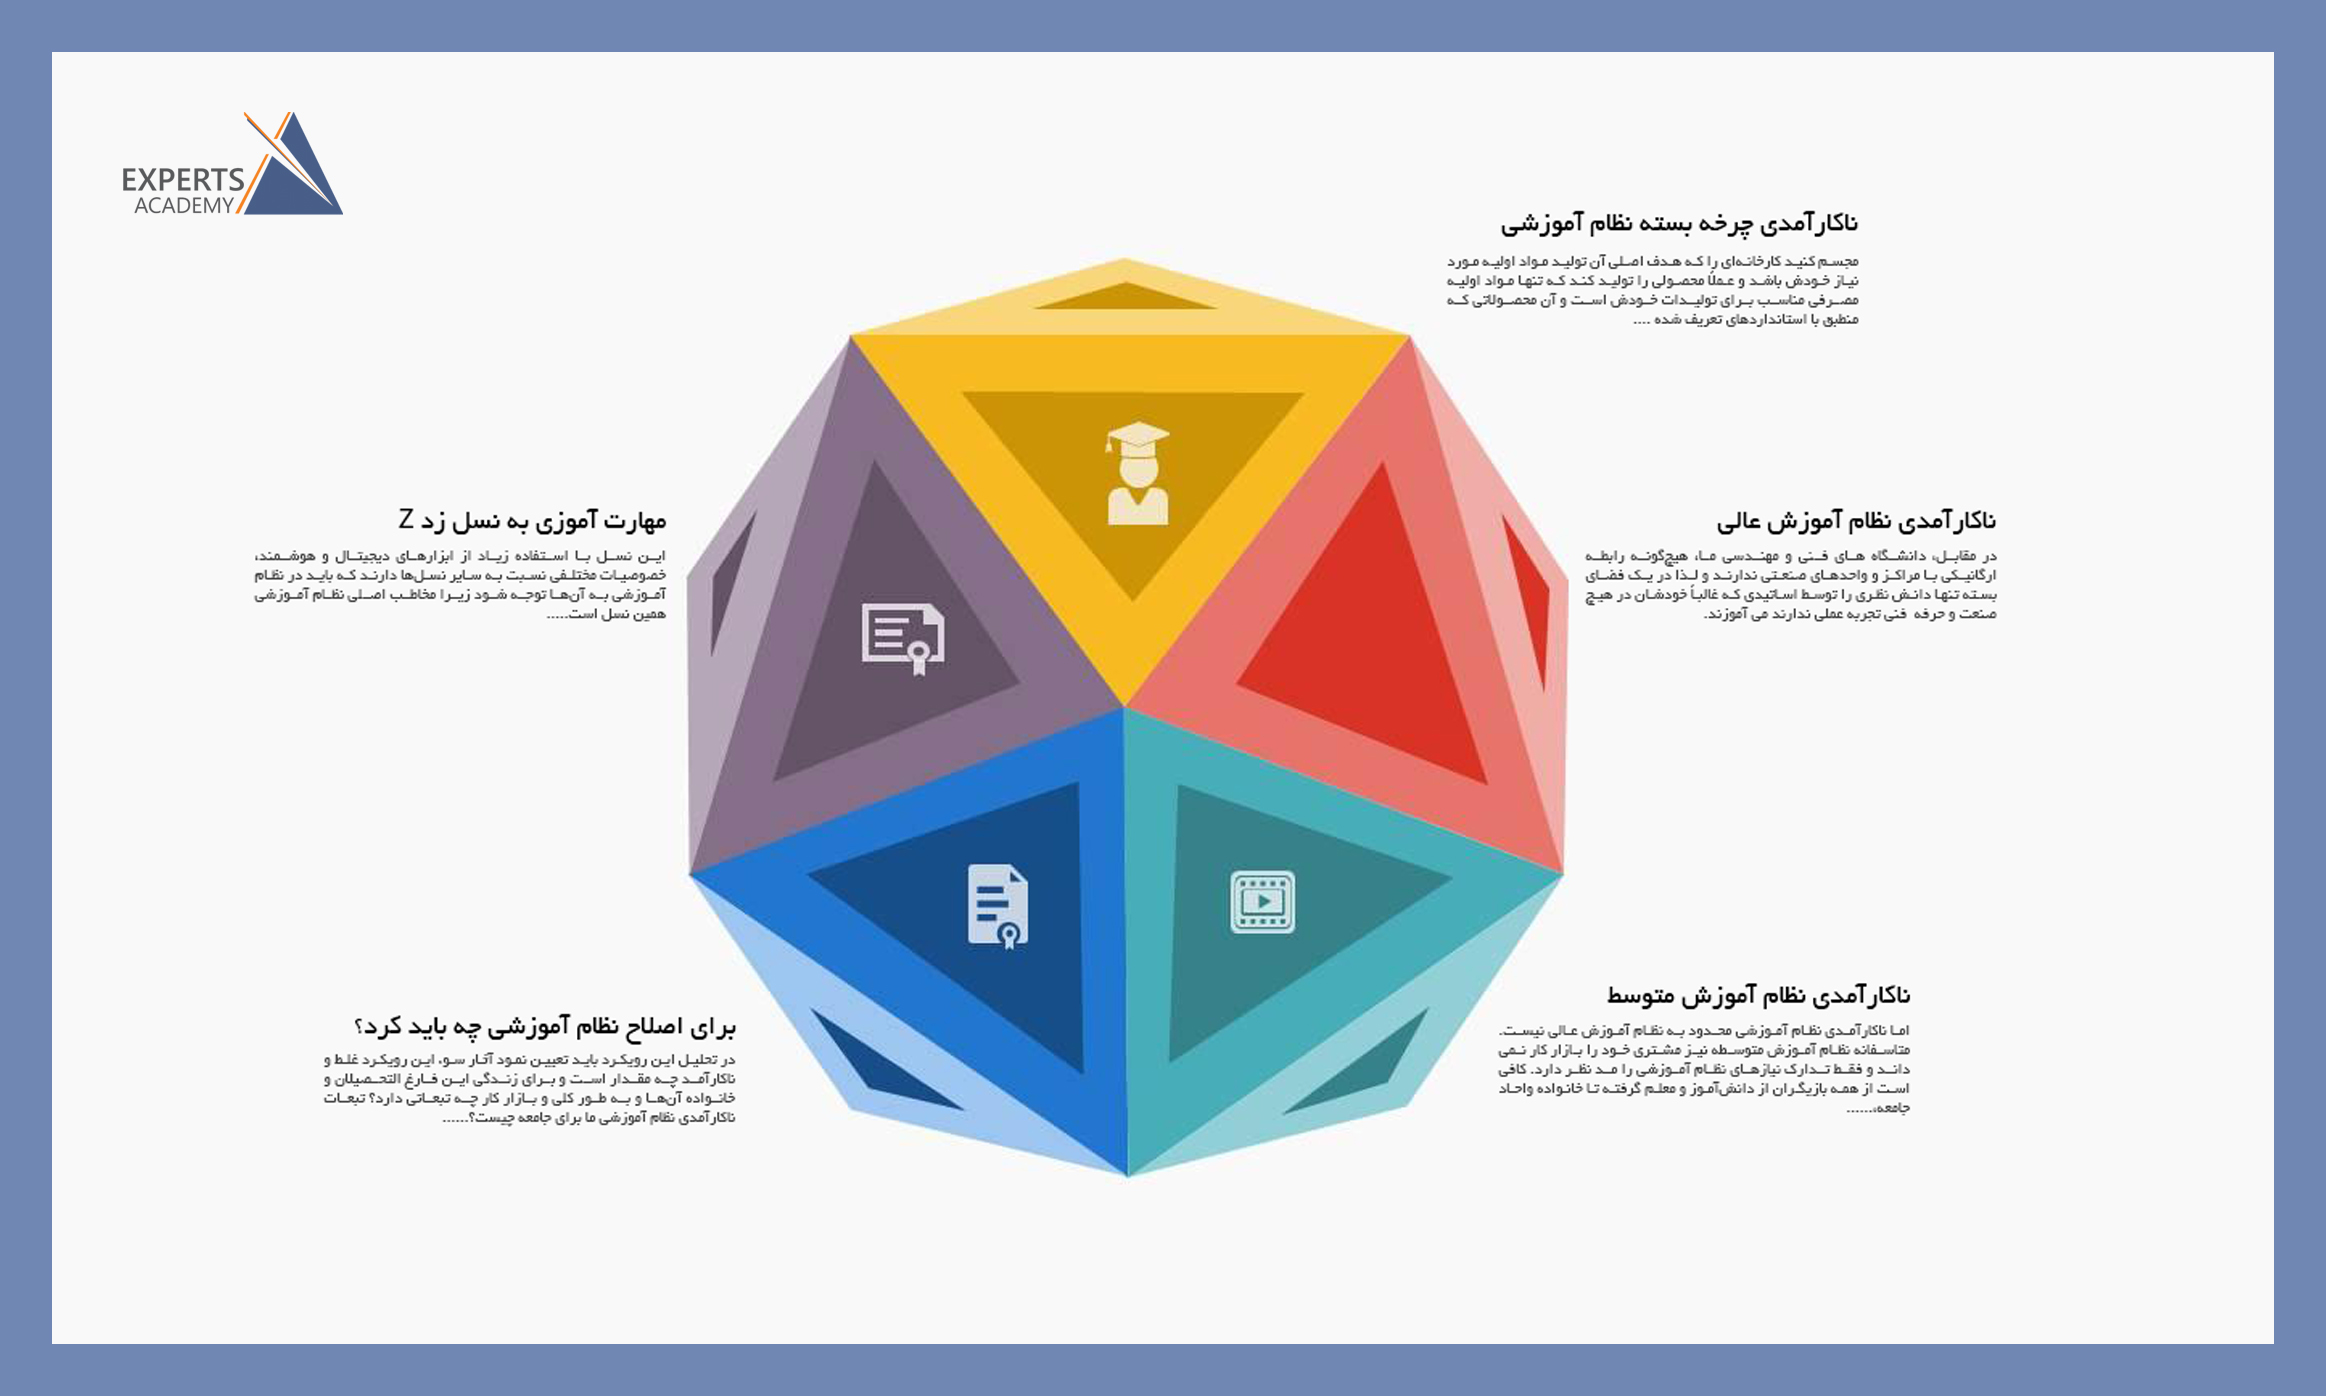 EXPERTS
ACADEMY
ناکارآمدی چرخه بسته نظام آموزشی
مجسم کنید کارخانه‌ای را که هدف اصلی آن تولید مواد اولیه مورد
نیاز خودش باشد و عملاً محصولی را تولید کند که تنها مواد اولیه
مصرفی مناسب برای تولیدات خودش است و آن محصولاتی که
منطبق با استانداردهای تعریف شده ....
ناکارآمدی نظام آموزش عالی
در مقابل، دانشگاه های فنی و مهندسی ما، هیچ‌گونه رابطه
ارگانیکی با مراکز و واحدهای صنعتی ندارند و لذا در یک فضای
بسته تنها دانش نظری را توسط اساتیدی که غالباً خودشان در هیچ
صنعت و حرفه فنی تجربه عملی ندارند می آموزند.
ناکارآمدی نظام آموزش متوسط
اما ناکارآمدی نظام آموزشی محدود به نظام آموزش عالی نیست.
متاسفانه نظام آموزش متوسطه نیز مشتری خود را بازار کار نمی
داند و فقط تدارک نیازهای نظام آموزشی را مد نظر دارد. کافی
است از همه بازیگران از دانش‌آموز و معلم گرفته تا خانواده واحاد
جامعه،......
مهارت آموزی به نسل زد Z
این نسل با استفاده زیاد از ابزارهای دیجیتال و هوشمند،
خصوصیات مختلفی نسبت به سایر نسل‌ها دارند که باید در نظام
آموزشی به آن‌ها توجه شود زیرا مخاطب اصلی نظام آموزشی
همین نسل است.....
برای اصلاح نظام آموزشی چه باید کرد؟
در تحلیل این رویکرد باید تعیین نمود آثار سو، این رویکرد غلط و
ناکارآمد چه مقدار است و برای زندگی این فارغ التحصیلان و
خانواده آن‌ها و به طور کلی و بازار کار چه تبعاتی دارد؟ تبعات
ناکارآمدی نظام آموزشی ما برای جامعه چیست؟......